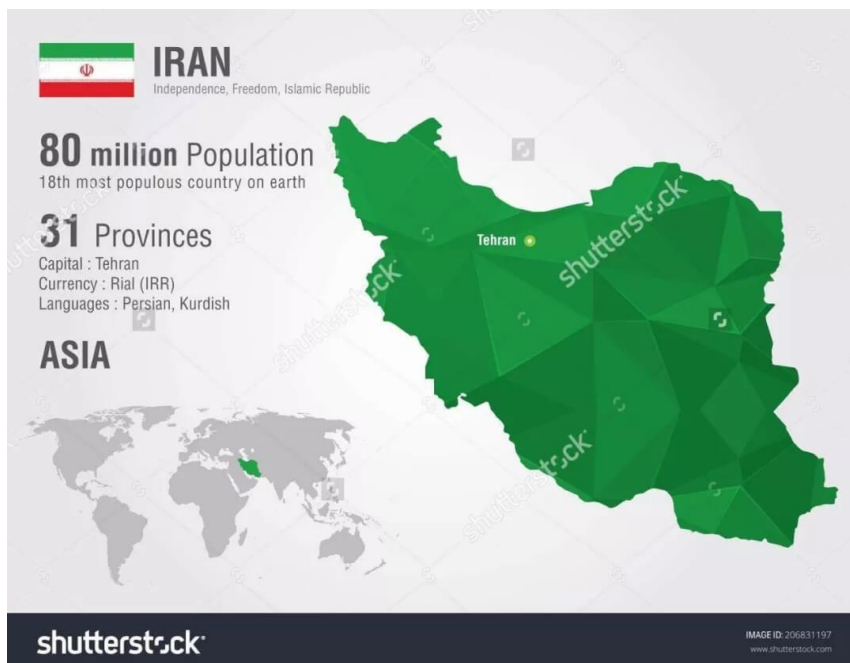 IRAN
Independence, Freedom, Islamic Republic
80 million Population
18th most populous country on earth
31 Provinces
Capital : Tehran
Currency : Rial (IRR)
Languages : Persian, Kurdish
ASIA
Tehran
shutterstock
shutterstock
shutterstock
shutterstock
shutterstock
IMAGE ID: 206831197
www.shutterstock.com